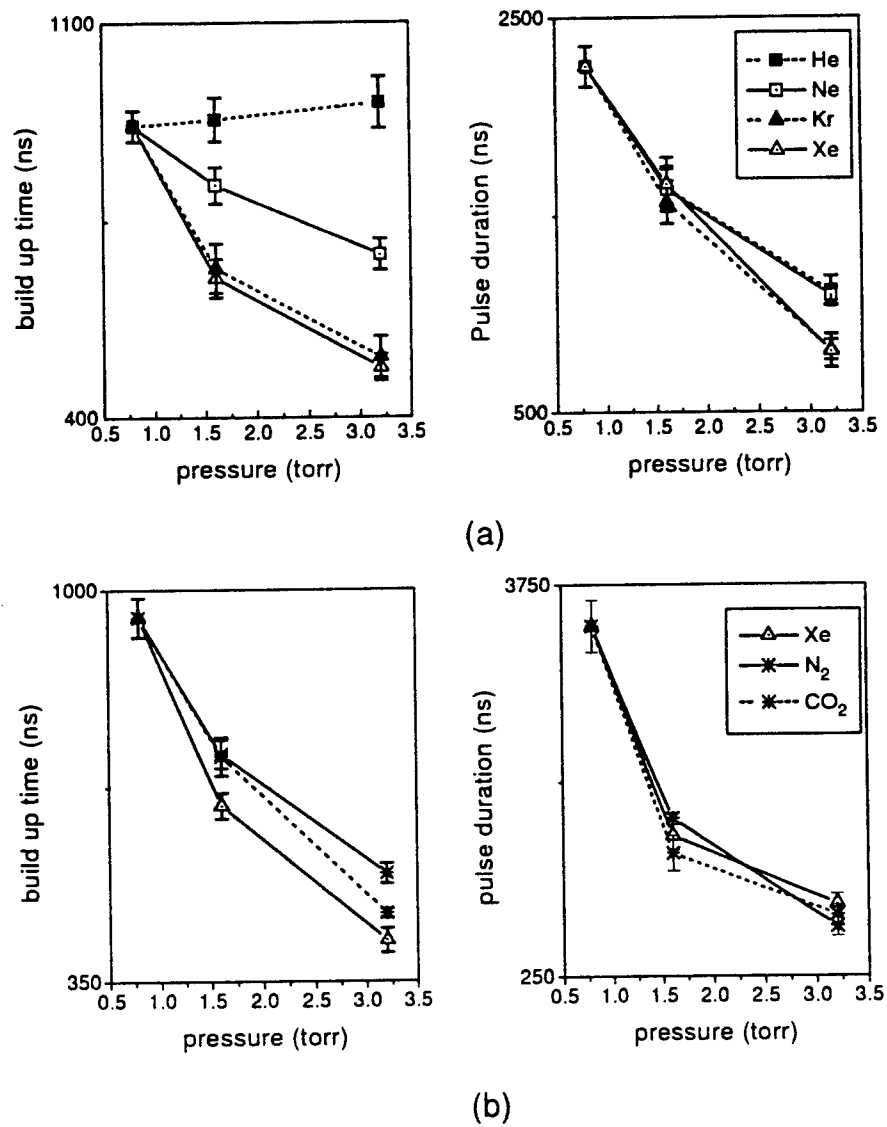 1100
400
build up time (ns)
0.5 1.0 1.5 2.0 2.5 3.0 3.5
pressure (torr)
2500
500
Pulse duration (ns)
He
Ne
Kr
Xe
0.5 1.0 1.5 2.0 2.5 3.0 3.5
pressure (torr)
(a)
1000
350
build up time (ns)
0.5 1.0 1.5 2.0 2.5 3.0 3.5
pressure (torr)
3750
250
pulse duration (ns)
Xe
N₂
CO₂
0.5 1.0 1.5 2.0 2.5 3.0 3.5
pressure (torr)
(b)